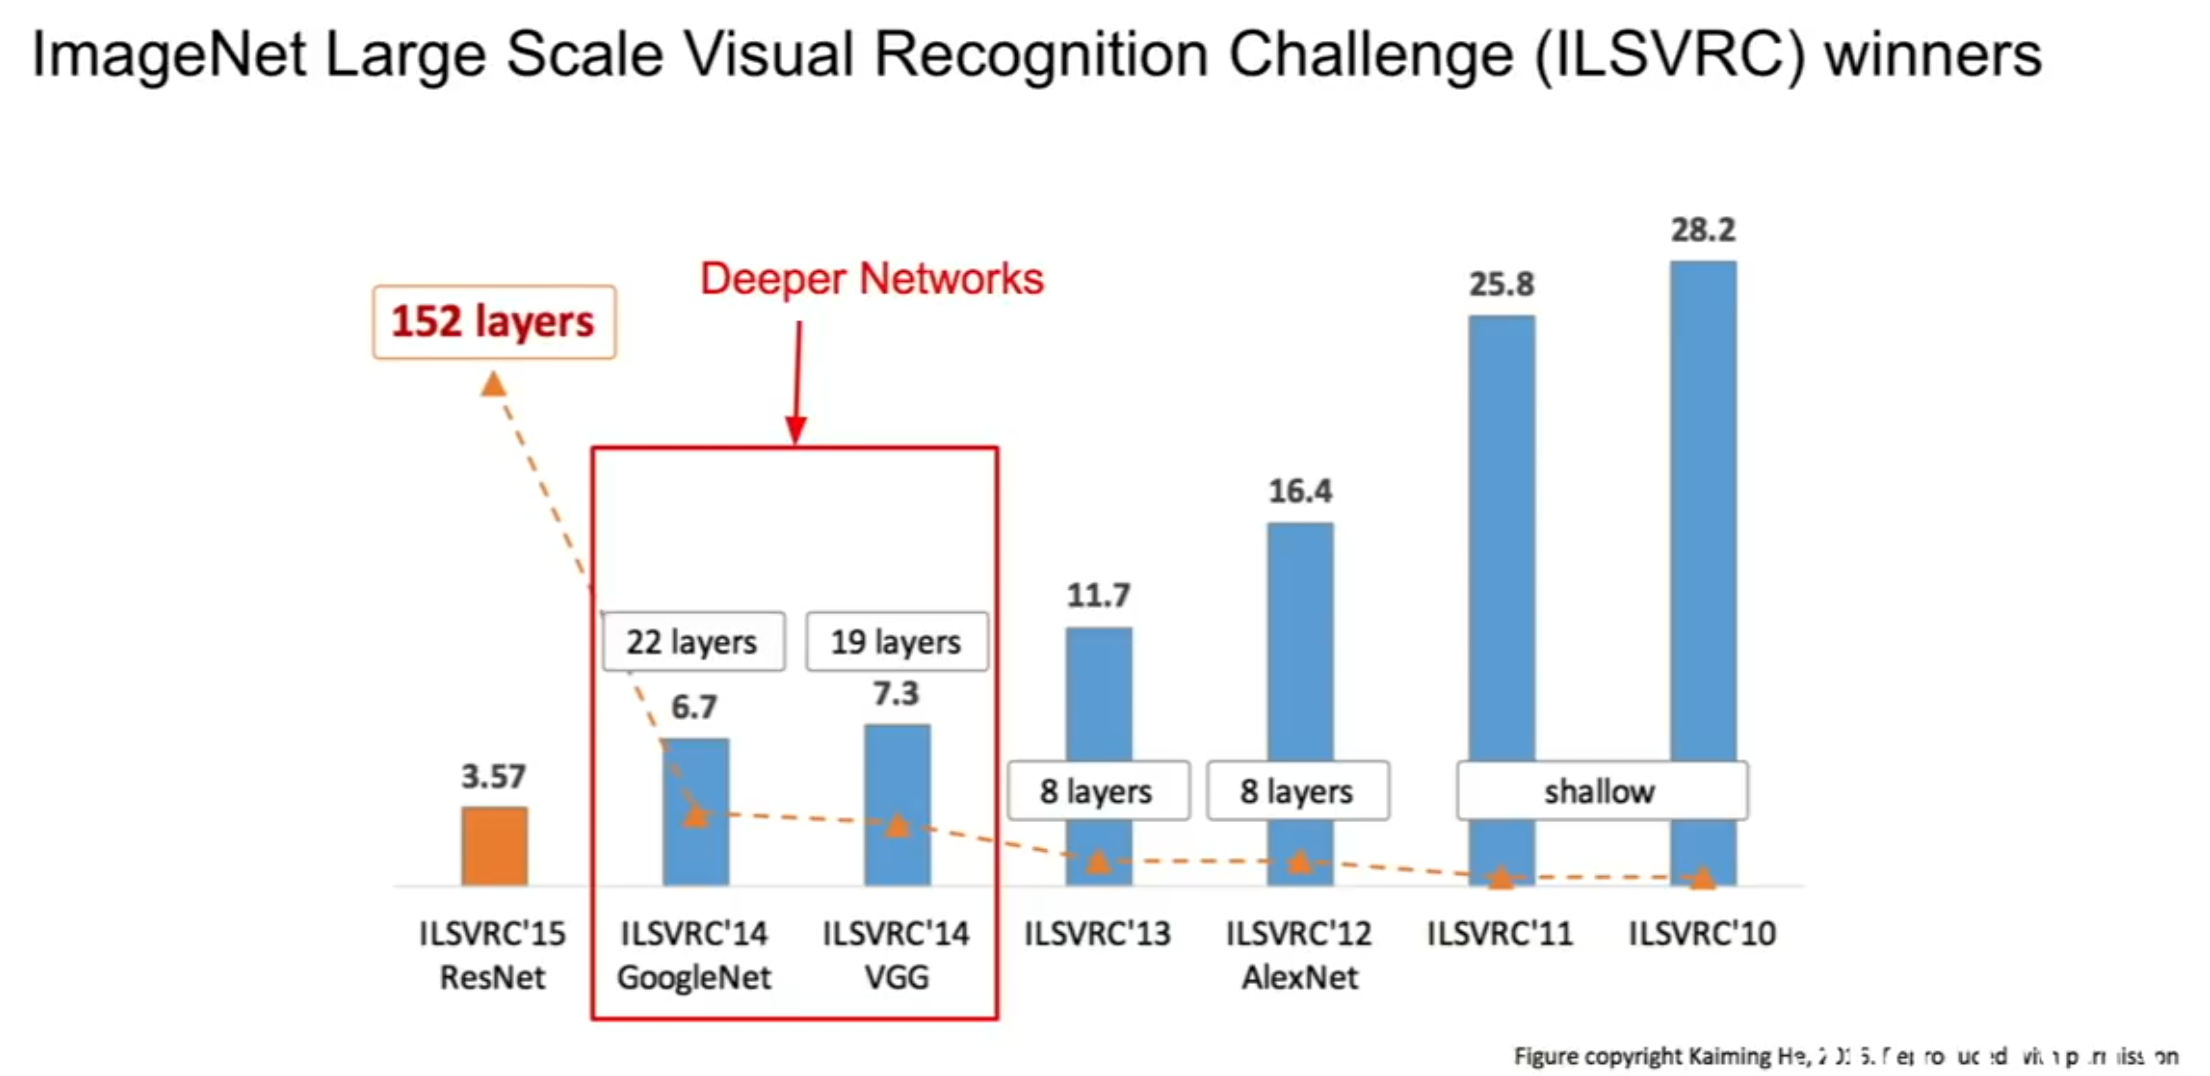 ImageNet Large Scale Visual Recognition Challenge (ILSVRC) winners
28.2
Deeper Networks
25.8
152 layers
16.4
11.7
22 layers
19 layers
6.7
7.3
3.57
8 layers
8 layers
shallow
ILSVRC'15
ResNet
ILSVRC'14
GoogleNet
ILSVRC'14
VGG
ILSVRC'13
ILSVRC'12
AlexNet
ILSVRC'11
ILSVRC'10
Figure copyright Kaiming He,